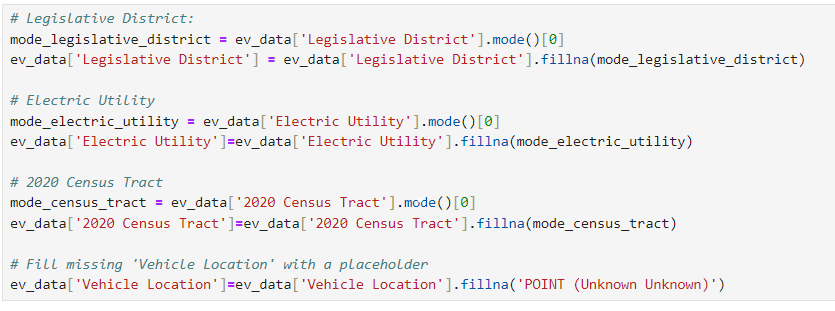 # Legislative District:
mode_legislative_district = ev_data['Legislative District'].mode()[0]
ev_data['Legislative District'] = ev_data['Legislative District'].fillna(mode_legislative_district)
# Electric Utility
mode_electric_utility = ev_data['Electric Utility'].mode()[0]
ev_data['Electric Utility']=ev_data['Electric Utility'].fillna(mode_electric_utility)
# 2020 Census Tract
mode_census_tract = ev_data['2020 Census Tract'].mode()[0]
ev_data['2020 Census Tract']=ev_data['2020 Census Tract'].fillna(mode_census_tract)
# Fill missing 'Vehicle Location' with a placeholder
ev_data['Vehicle Location']=ev_data['Vehicle Location'].fillna('POINT (Unknown Unknown)')